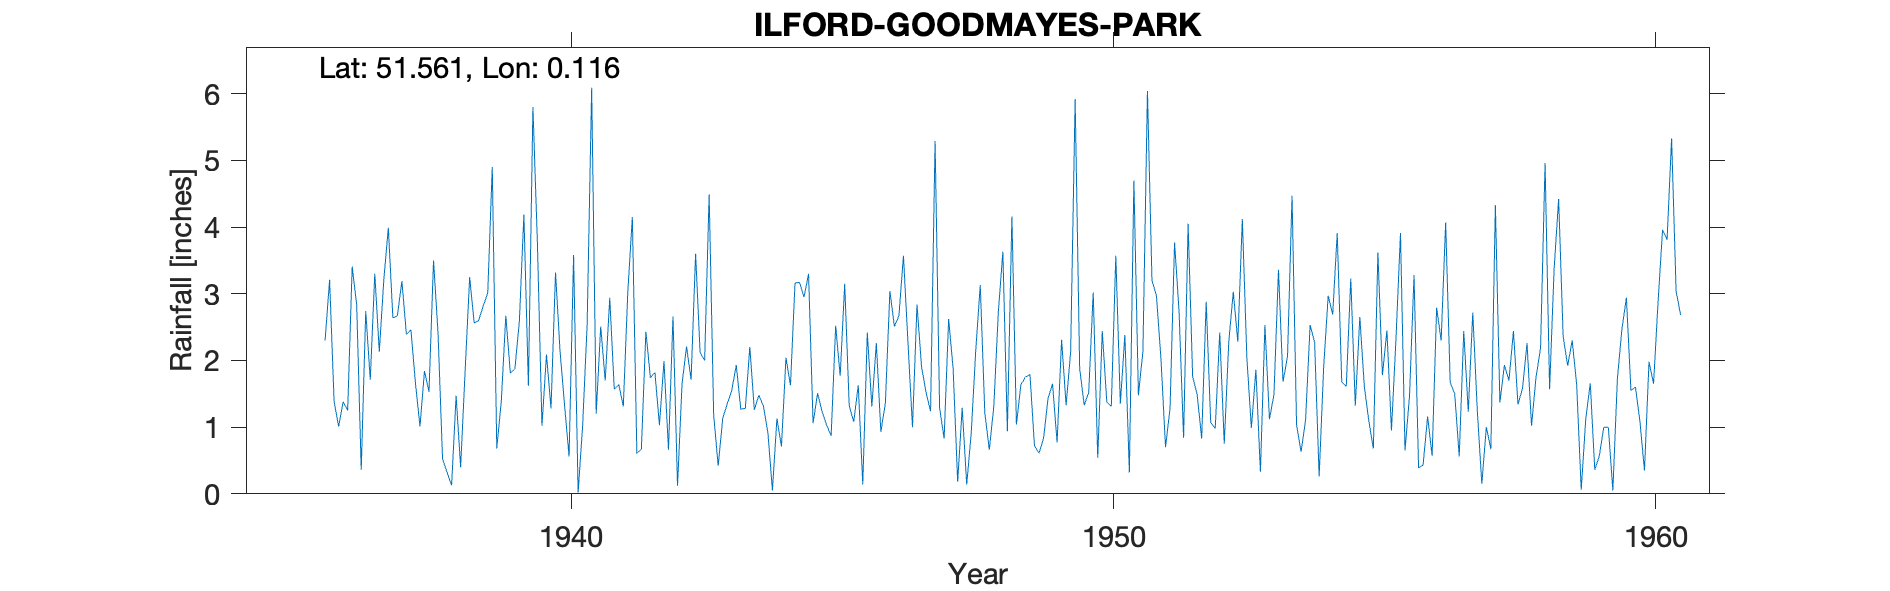 ILFORD-GOODMAYES-PARK
Lat: 51.561, Lon: 0.116
6
5
4
3
2
1
0
Rainfall [inches]
1940 1950 1960
Year